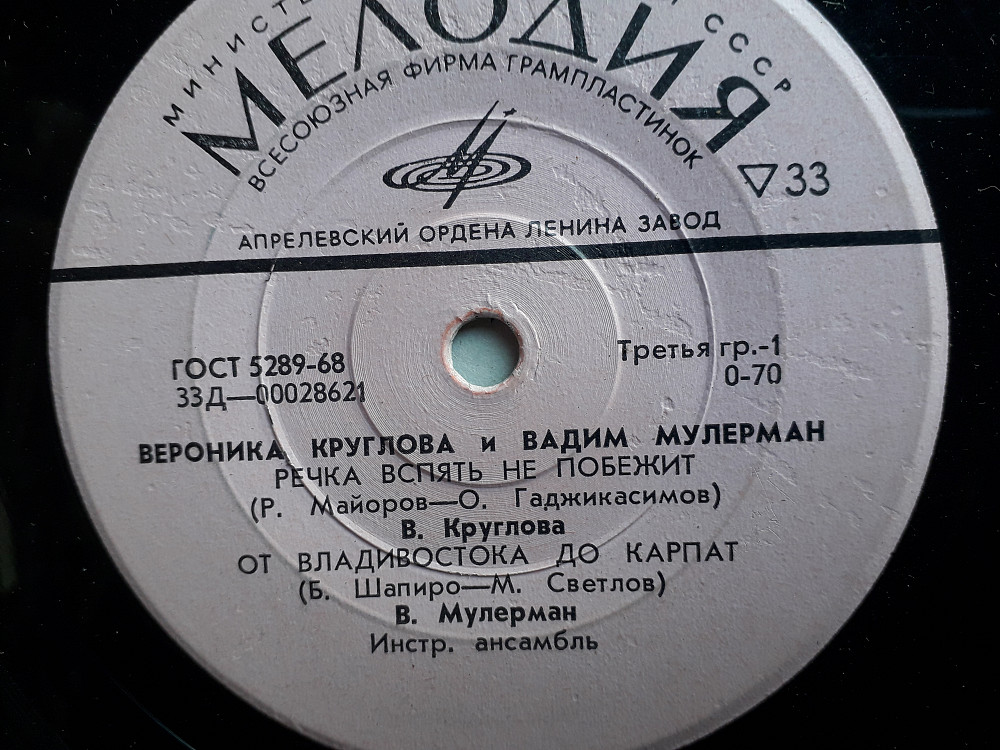 СССР
МЕЛОДИЯ
ВСЕСОЮЗНАЯ ФИРМА ГРАМПЛАСТИНОК
33
АПРЕЛЕВСКИЙ ОРДЕНА ЛЕНИНА ЗАВОД
ГОСТ 5289-68
33Д—00028621
Третья гр.-1
0-70
ВЕРОНИКА КРУГЛОВА и ВАДИМ МУЛЕРМАН
РЕЧКА ВСПЯТЬ НЕ ПОБЕЖИТ
(Р. Майоров—О. Гаджикасимов)
В. Круглова
ОТ ВЛАДИВОСТОКА ДО КАРПАТ
(Б. Шапиро—М. Светлов)
В. Мулерман
Инстр. ансамбль